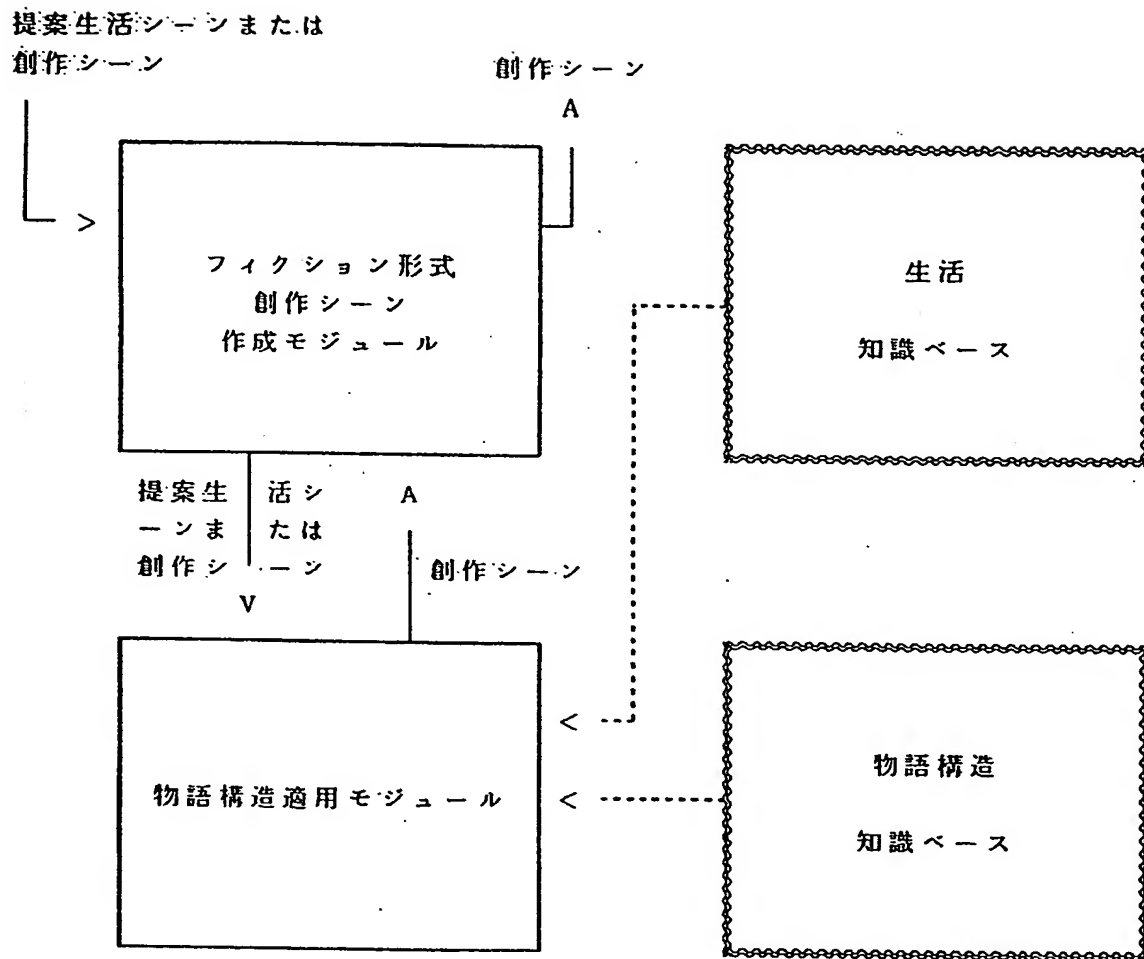 提案生活シーンまたは
創作シーン
創作シーン
A
>
フィクション形式
創作シーン
作成モジュール
生活
知識ベース
提案生活シ
ーンまたは
創作シーン
V
A
創作シーン
<
物語構造適用モジュール
<
物語構造
知識ベース